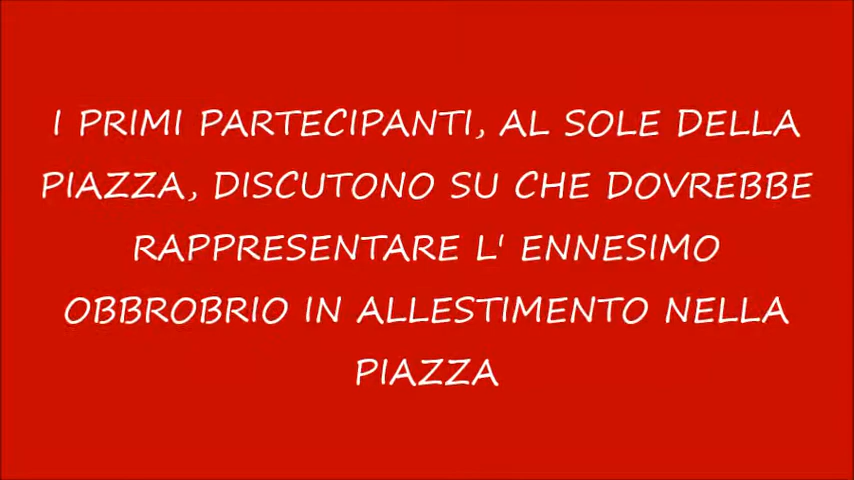 I PRIMI PARTECIPANTI, AL SOLE DELLA
PIAZZA, DISCUTONO SU CHE DOVREBBE
RAPPRESENTARE L' ENNESIMO
OBBROBRIO IN ALLESTIMENTO NELLA
PIAZZA